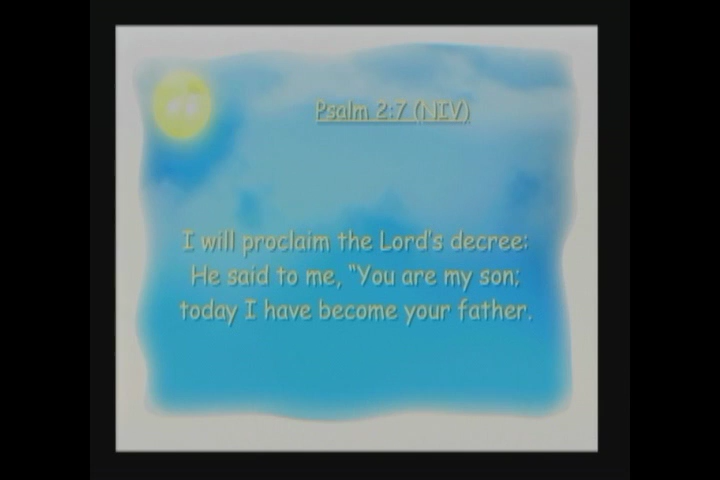 Psalm 2:7 (NIV)
I will proclaim the Lord's decree:
He said to me, "You are my son;
today I have become your father.